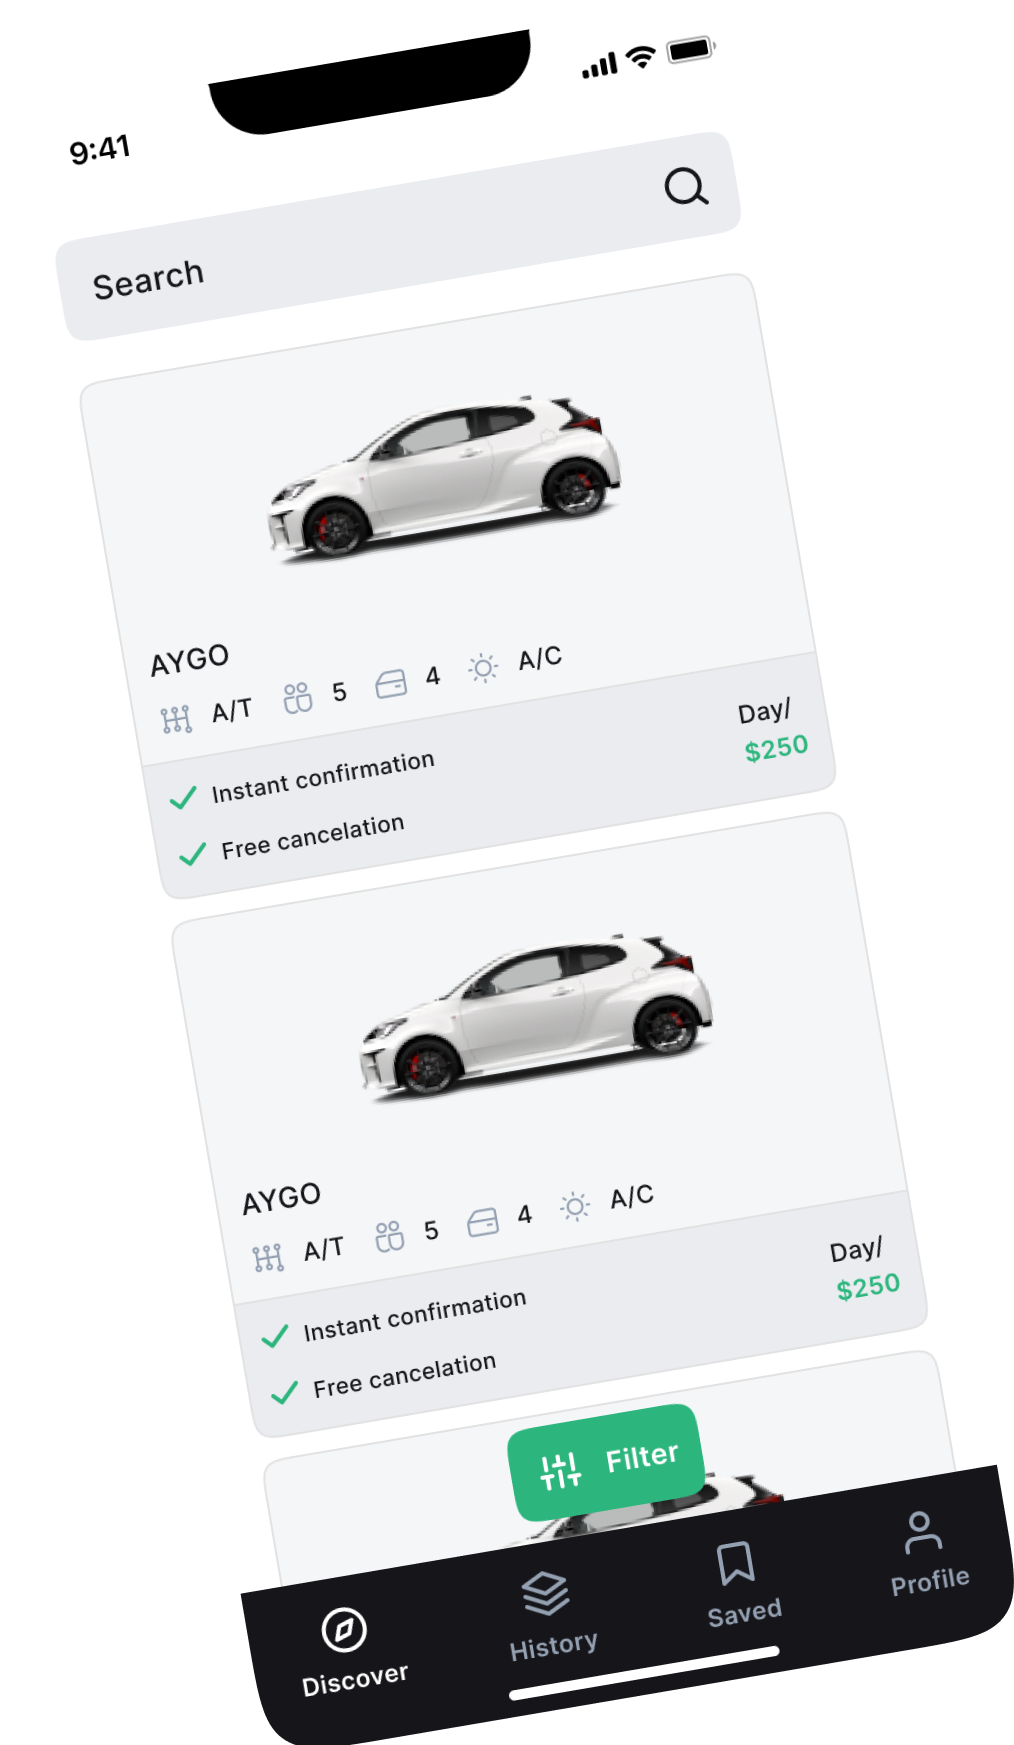 9:41
Search
AYGO
A/T 5 4 A/C
Instant confirmation
Free cancelation
Day/
$250
AYGO
A/T 5 4 A/C
Instant confirmation
Free cancelation
Day/
$250
Filter
Discover
History
Saved
Profile